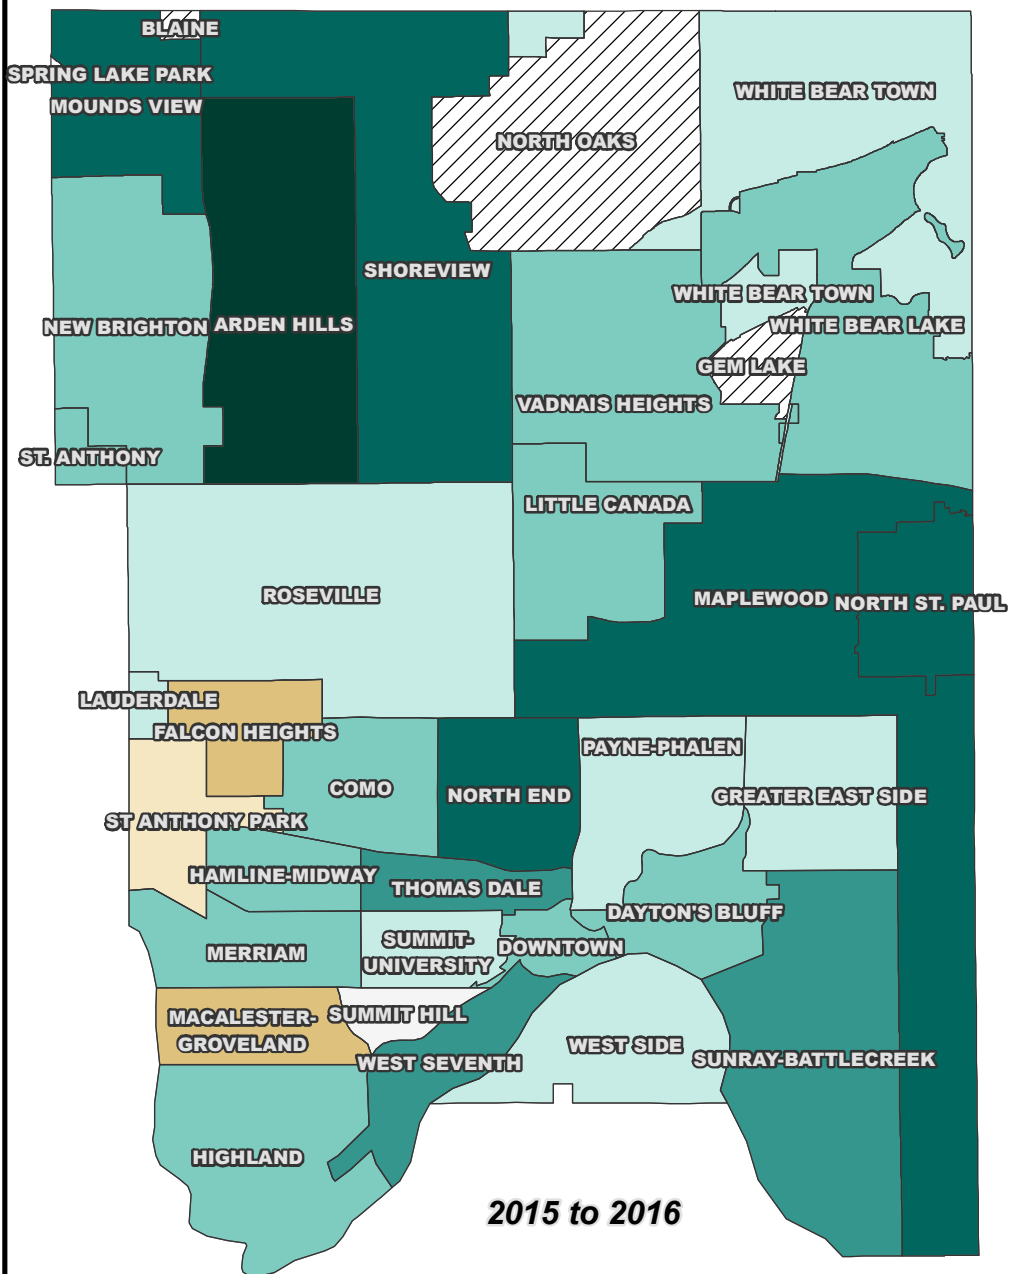 BLAINE
SPRING LAKE PARK
WHITE BEAR TOWN
MOUNDS VIEW
NORTH OAKS
SHOREVIEW
WHITE BEAR TOWN
NEW BRIGHTON
ARDEN HILLS
WHITE BEAR LAKE
GEM LAKE
VADNAIS HEIGHTS
ST. ANTHONY
LITTLE CANADA
ROSEVILLE
MAPLEWOOD
NORTH ST. PAUL
LAUDERDALE
FALCON HEIGHTS
PAYNE-PHALEN
COMO
NORTH END
GREATER EAST SIDE
ST ANTHONY PARK
HAMLINE-MIDWAY
THOMAS DALE
DAYTON'S BLUFF
MERRIAM
SUMMIT-
UNIVERSITY
DOWNTOWN
MACALESTER-
GROVELAND
SUMMIT HILL
WEST SIDE
WEST SEVENTH
SUNRAY-BATTLECREEK
HIGHLAND
2015 to 2016